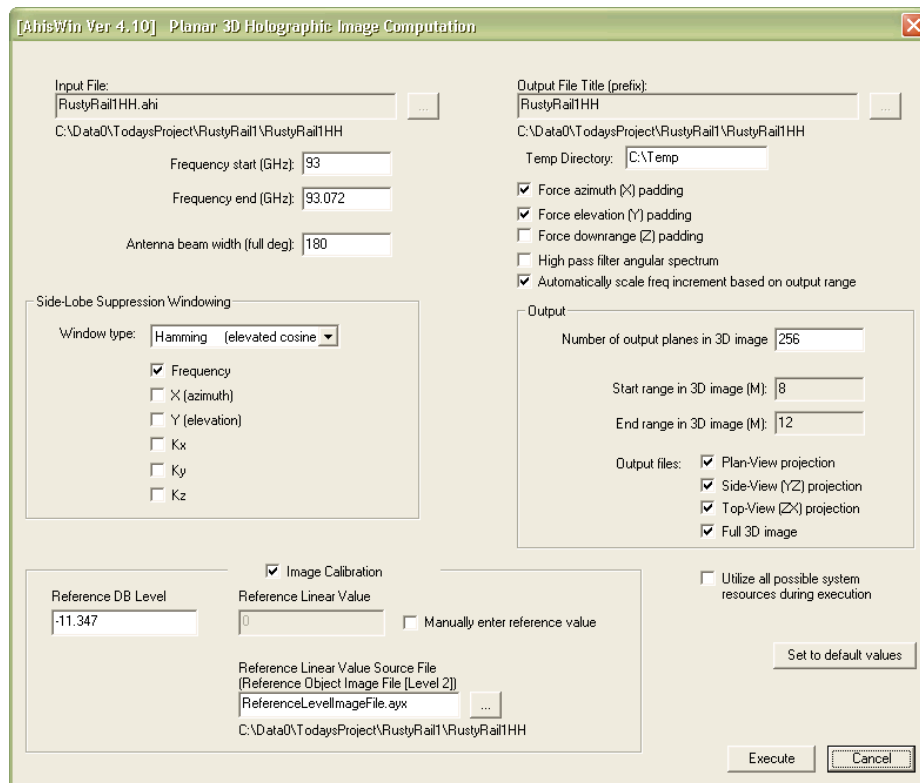 [AhisWin Ver 4.10] Planar 3D Holographic Image Computation
Input File:
RustyRail1HH.ahi
...
C:\Data0\TodaysProject\RustyRail1\RustyRail1HH
Frequency start (GHz): 93
Frequency end (GHz): 93.072
Antenna beam width (full deg): 180
Output File Title (prefix):
RustyRail1HH
...
C:\Data0\TodaysProject\RustyRail1\RustyRail1HH
Temp Directory: C:\Temp
Force azimuth (X) padding
Force elevation (Y) padding
Force downrange (Z) padding
High pass filter angular spectrum
Automatically scale freq increment based on output range
Side-Lobe Suppression Windowing
Window type: Hamming (elevated cosine
Frequency
X (azimuth)
Y (elevation)
Kx
Ky
Kz
Output
Number of output planes in 3D image 256
Start range in 3D image (M): 8
End range in 3D image (M): 12
Output files:
Plan-View projection
Side-View (YZ) projection
Top-View (ZX) projection
Full 3D image
Image Calibration
Reference DB Level
-11.347
Reference Linear Value
0
Manually enter reference value
Reference Linear Value Source File
(Reference Object Image File [Level 2])
ReferenceLevelImageFile.ayx
...
C:\Data0\TodaysProject\RustyRail1\RustyRail1HH
Utilize all possible system
resources during execution
Set to default values
Execute
Cancel